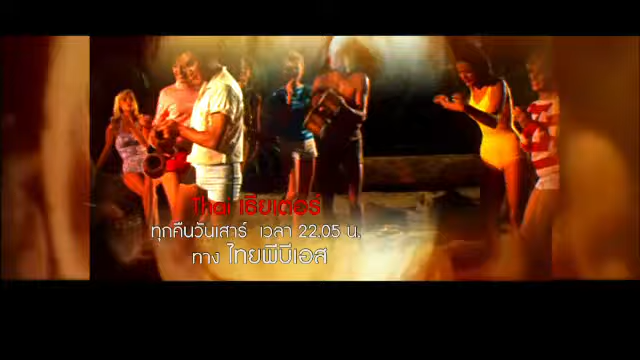 Thai เธียเตอร์
ทุกคืนวันเสาร์ เวลา 22.05 น.
ทาง ไทยพีบีเอส